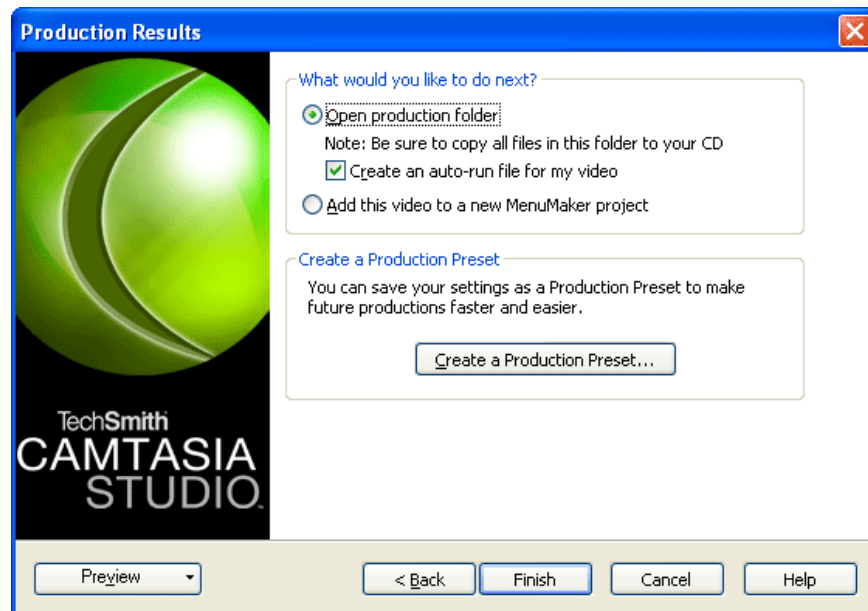 Production Results
What would you like to do next?
Open production folder
Note: Be sure to copy all files in this folder to your CD
Create an auto-run file for my video
Add this video to a new MenuMaker project
Create a Production Preset
You can save your settings as a Production Preset to make
future productions faster and easier.
Create a Production Preset...
TechSmith
CAMTASIA
STUDIO.
Preview
< Back
Finish
Cancel
Help